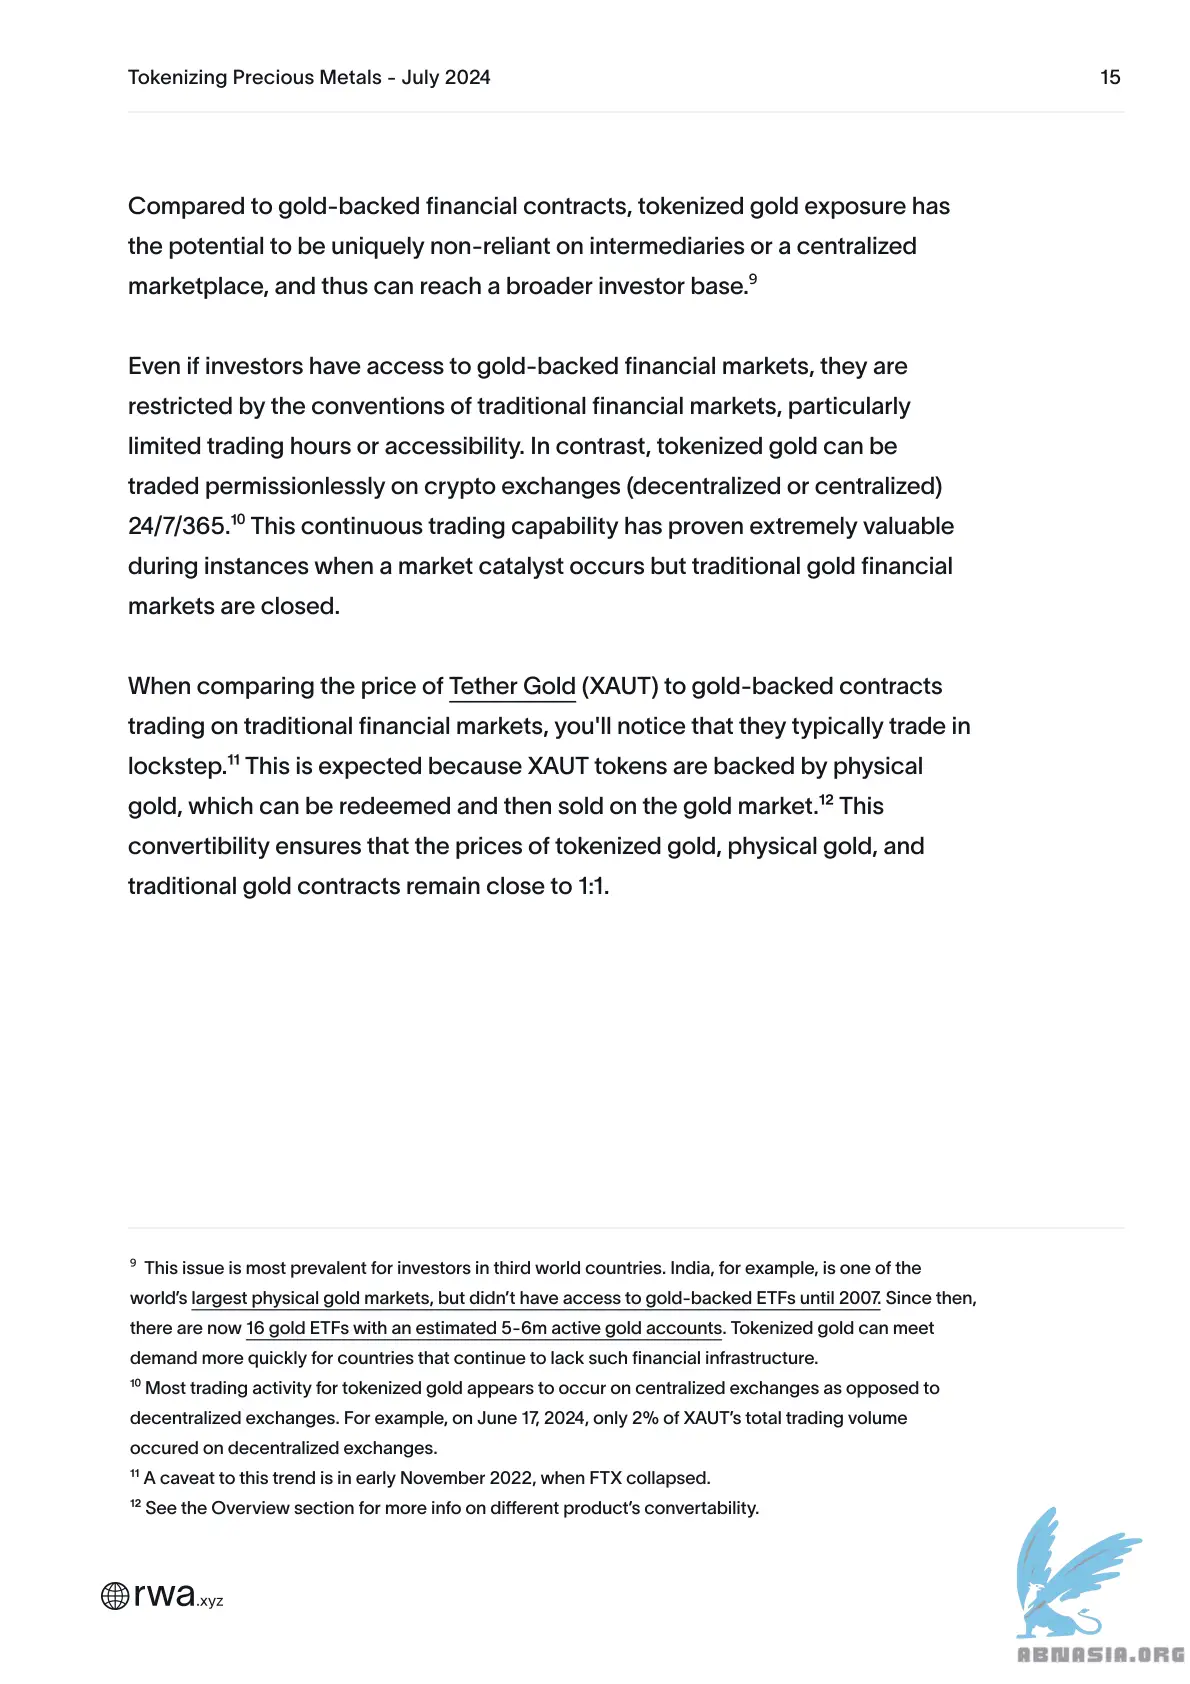 Tokenizing Precious Metals - July 2024
15
Compared to gold-backed financial contracts, tokenized gold exposure has
the potential to be uniquely non-reliant on intermediaries or a centralized
marketplace, and thus can reach a broader investor base.⁹
Even if investors have access to gold-backed financial markets, they are
restricted by the conventions of traditional financial markets, particularly
limited trading hours or accessibility. In contrast, tokenized gold can be
traded permissionlessly on crypto exchanges (decentralized or centralized)
24/7/365.¹⁰ This continuous trading capability has proven extremely valuable
during instances when a market catalyst occurs but traditional gold financial
markets are closed.
When comparing the price of Tether Gold (XAUT) to gold-backed contracts
trading on traditional financial markets, you'll notice that they typically trade in
lockstep.¹¹ This is expected because XAUT tokens are backed by physical
gold, which can be redeemed and then sold on the gold market.¹² This
convertibility ensures that the prices of tokenized gold, physical gold, and
traditional gold contracts remain close to 1:1.
⁹ This issue is most prevalent for investors in third world countries. India, for example, is one of the
world’s largest physical gold markets, but didn’t have access to gold-backed ETFs until 2007. Since then,
there are now 16 gold ETFs with an estimated 5-6m active gold accounts. Tokenized gold can meet
demand more quickly for countries that continue to lack such financial infrastructure.
¹⁰ Most trading activity for tokenized gold appears to occur on centralized exchanges as opposed to
decentralized exchanges. For example, on June 17, 2024, only 2% of XAUT’s total trading volume
occured on decentralized exchanges.
¹¹ A caveat to this trend is in early November 2022, when FTX collapsed.
¹² See the Overview section for more info on different product’s convertability.
rwa.xyz
ABNASIA.ORG